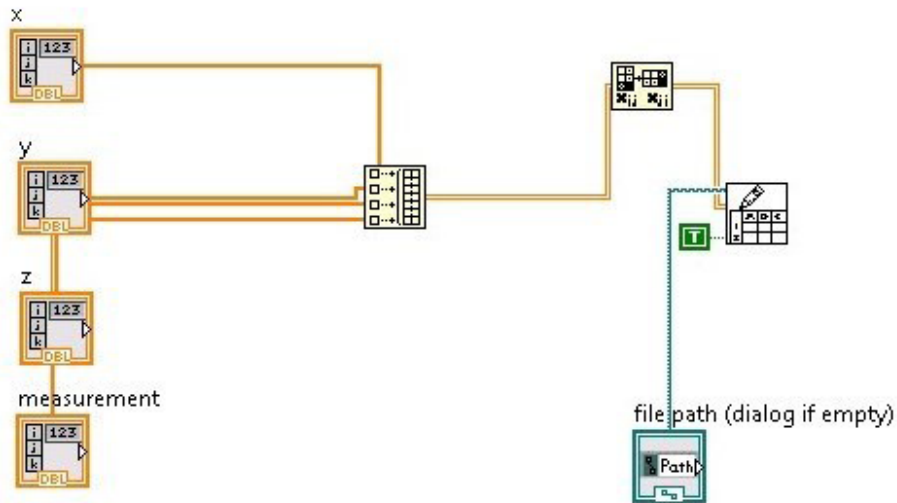 x
i 123
j
k
DBL
y
i 123
j
k
DBL
z
i 123
j
k
DBL
measurement
i 123
j
k
DBL
T
file path (dialog if empty)
Path